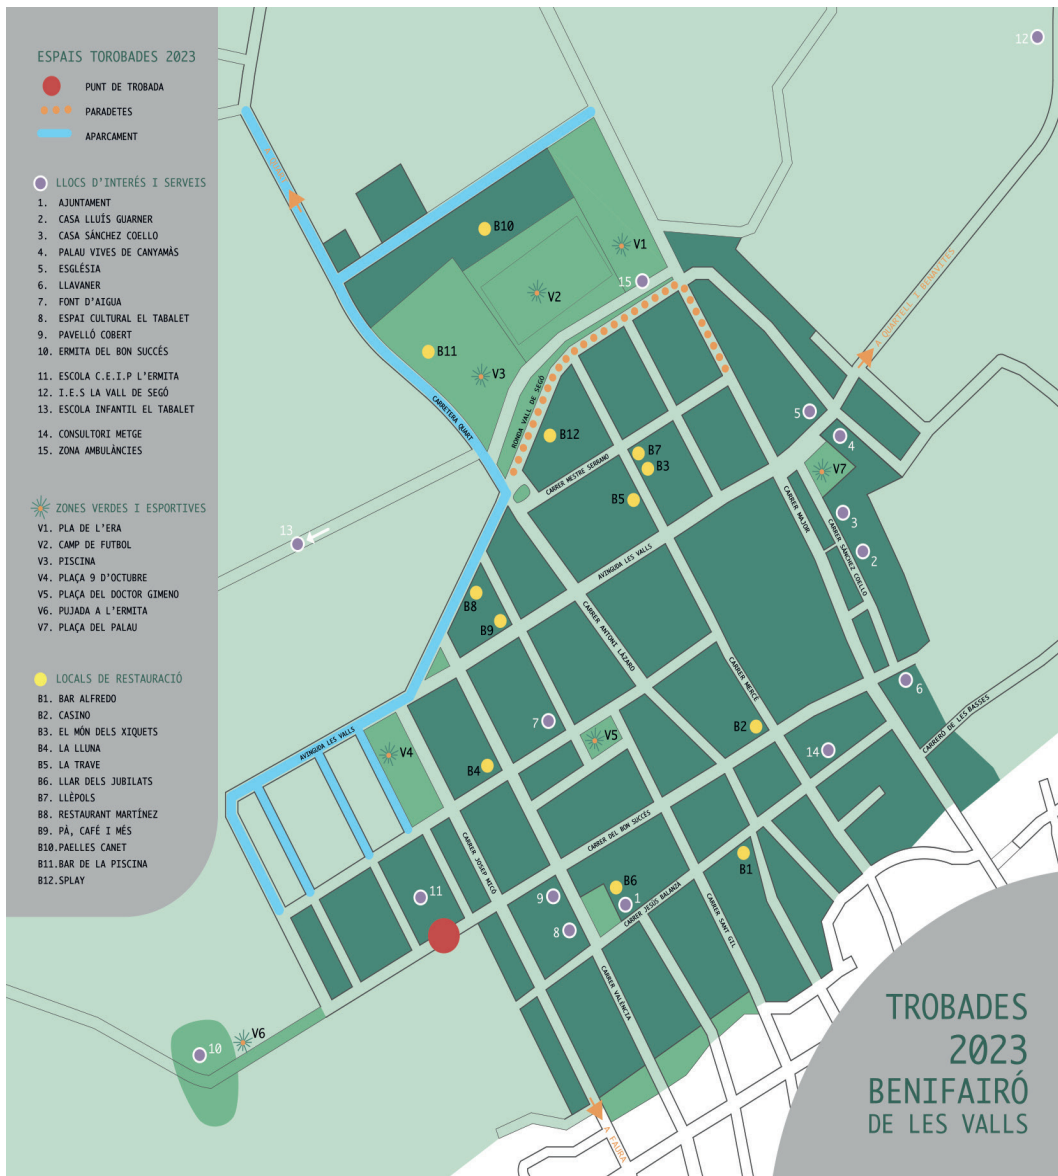 ESPAIS TOROBADES 2023
PUNT DE TROBADA
PARADETES
APARCAMENT
LLOCS D'INTERÉS I SERVEIS
1. AJUNTAMENT
2. CASA LLUÍS GUARNER
3. CASA SÁNCHEZ COELLO
4. PALAU VIVES DE CANYAMÀS
5. ESGLÉSIA
6. LLAVANER
7. FONT D'AIGUA
8. ESPAI CULTURAL EL TABALET
9. PAVELLÓ COBERT
10. ERMITA DEL BON SUCCÉS
11. ESCOLA C.E.I.P L'ERMITA
12. I.E.S LA VALL DE SEGÓ
13. ESCOLA INFANTIL EL TABALET
14. CONSULTORI METGE
15. ZONA AMBULÀNCIES
ZONES VERDES I ESPORTIVES
V1. PLA DE L'ERA
V2. CAMP DE FUTBOL
V3. PISCINA
V4. PLAÇA 9 D'OCTUBRE
V5. PLAÇA DEL DOCTOR GIMENO
V6. PUJADA A L'ERMITA
V7. PLAÇA DEL PALAU
LOCALS DE RESTAURACIÓ
B1. BAR ALFREDO
B2. CASINO
B3. EL MÓN DELS XIQUETS
B4. LA LLUNA
B5. LA TRAVE
B6. LLAR DELS JUBILATS
B7. LLÈPOLS
B8. RESTAURANT MARTÍNEZ
B9. PÀ, CAFÉ I MÉS
B10.PAELLES CANET
B11.BAR DE LA PISCINA
B12.SPLAY
12
B10
V1
15
V2
A QUARTELL I BENAVITES
B11
V3
CARRETERA QUART
RONDA VALL DE SEGÓ
B12
5
4
B7
B3
V7
CARRER MESTRE SERRANO
B5
3
CARRER MAJOR
CARRER SÁNCHEZ COELLO
13
2
AVINGUDA LES VALLS
B8
B9
CARRER ANTONI LÁZARO
CARRER MERCE
6
7
B2
V5
CARRERÓ DE LES BASSES
AVINGUDA LES VALLS
V4
14
B4
CARRER DEL BON SUCCÉS
B1
CARRER JOSEP MICÓ
11
9
B6
1
CARRER JESÚS BALANZA
8
CARRER SANT GIL
CARRER VALÈNCIA
V6
10
A FAURA
TROBADES
2023
BENIFAIRÓ
DE LES VALLS